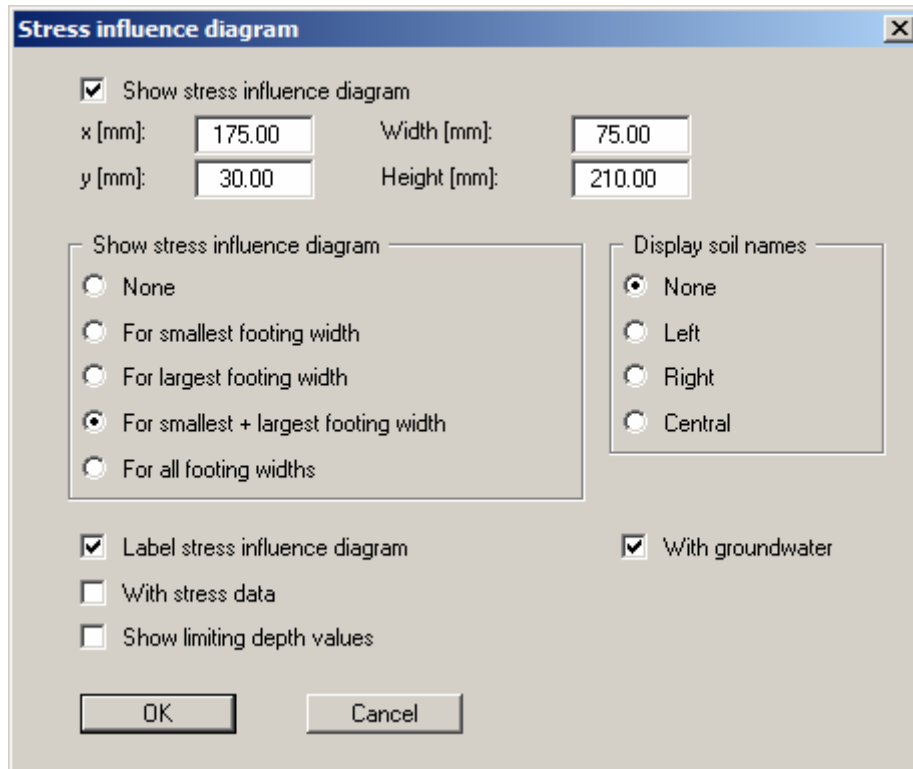 Stress influence diagram
Show stress influence diagram
x [mm]: 175.00 Width [mm]: 75.00
y [mm]: 30.00 Height [mm]: 210.00
Show stress influence diagram Display soil names
None None
For smallest footing width Left
For largest footing width Right
For smallest + largest footing width Central
For all footing widths
Label stress influence diagram With groundwater
With stress data
Show limiting depth values
OK Cancel